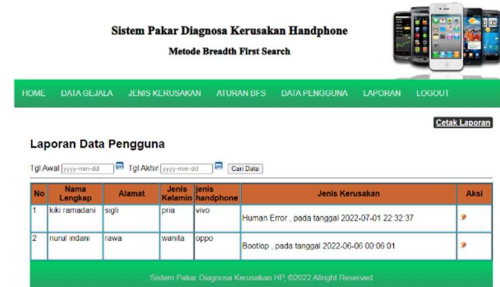 Sistem Pakar Diagnosa Kerusakan Handphone
Metode Breadth First Search
HOME DATA GEJALA JENIS KERUSAKAN ATURAN BFS DATA PENGGUNA LAPORAN LOGOUT
Cetak Laporan
Laporan Data Pengguna
Tgl Awal yyyy-mm-dd Tgl Akhir yyyy-mm-dd Cari Data
No Nama Lengkap Alamat Jenis Kelamin jenis handphone Jenis Kerusakan Aksi
1 kiki ramadani sigli pria vivo Human Error , pada tanggal 2022-07-01 22:32:37
2 nurul indani rawa wanita oppo Bootlop , pada tanggal 2022-06-06 00:06:01
Sistem Pakar Diagnosa Kerusakan HP, ©2022 Allright Reserved